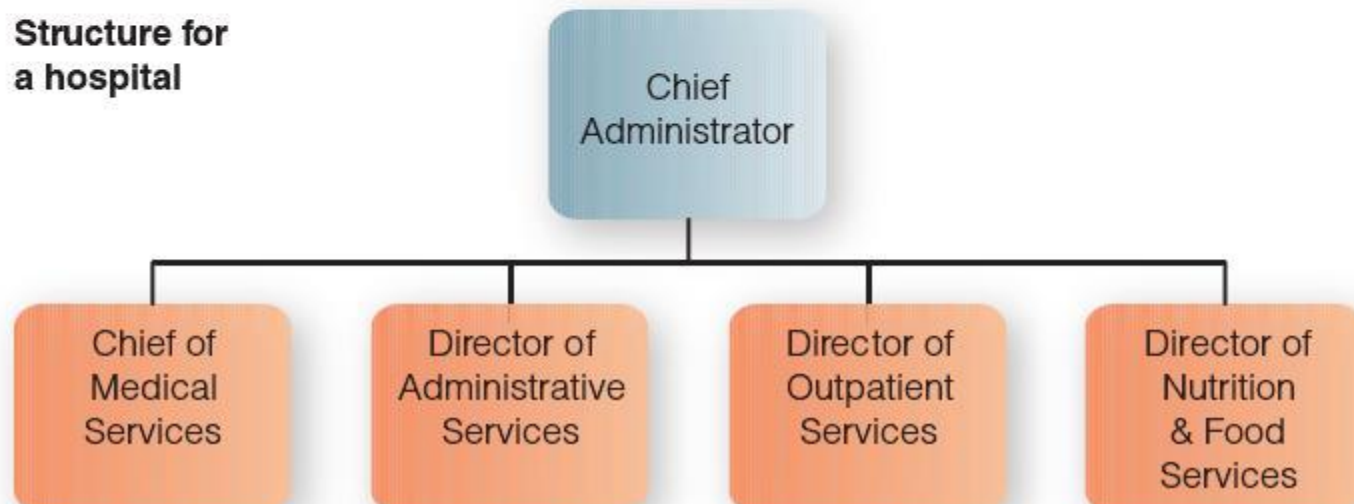 Structure for
a hospital
Chief
Administrator
Chief of
Medical
Services
Director of
Administrative
Services
Director of
Outpatient
Services
Director of
Nutrition
& Food
Services